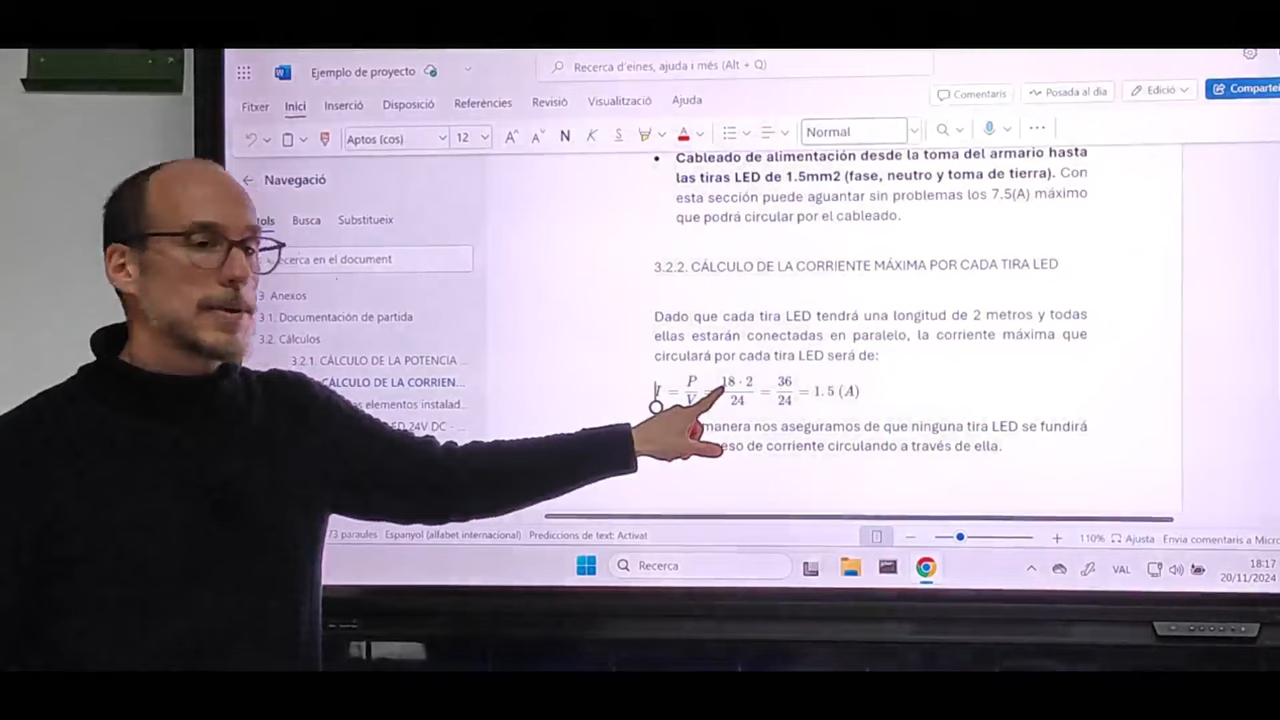 Ejemplo de proyecto
Recerca d'eines, ajuda i més (Alt + Q)
Fitxer Inici Inserció Disposició Referències Revisió Visualització Ajuda
Comentaris Posada al dia Edició
Aptos (cos) 12 N K S A Normal
Navegació
Busca Substitueix
cerca en el document
3 Anexos
3.1. Documentación de partida
3.2. Cálculos
3.2.1. CÁLCULO DE LA POTENCIA ...
CÁLCULO DE LA CORRIEN...
elementos instalad...
24V DC -
Cableado de alimentación desde la toma del armario hasta
las tiras LED de 1.5mm2 (fase, neutro y toma de tierra). Con
esta sección puede aguantar sin problemas los 7.5(A) máximo
que podrá circular por el cableado.
3.2.2. CÁLCULO DE LA CORRIENTE MÁXIMA POR CADA TIRA LED
Dado que cada tira LED tendrá una longitud de 2 metros y todas
ellas estarán conectadas en paralelo, la corriente máxima que
circulará por cada tira LED será de:
I = P/V = 18 · 2/24 = 36/24 = 1.5 (A)
manera nos aseguramos de que ninguna tira LED se fundirá
de corriente circulando a través de ella.
73 paraules Espanyol (alfabet internacional) Prediccions de text: Activat
110% Ajusta Envia comentaris a
Recerca
VAL
18:17
20/11/2024